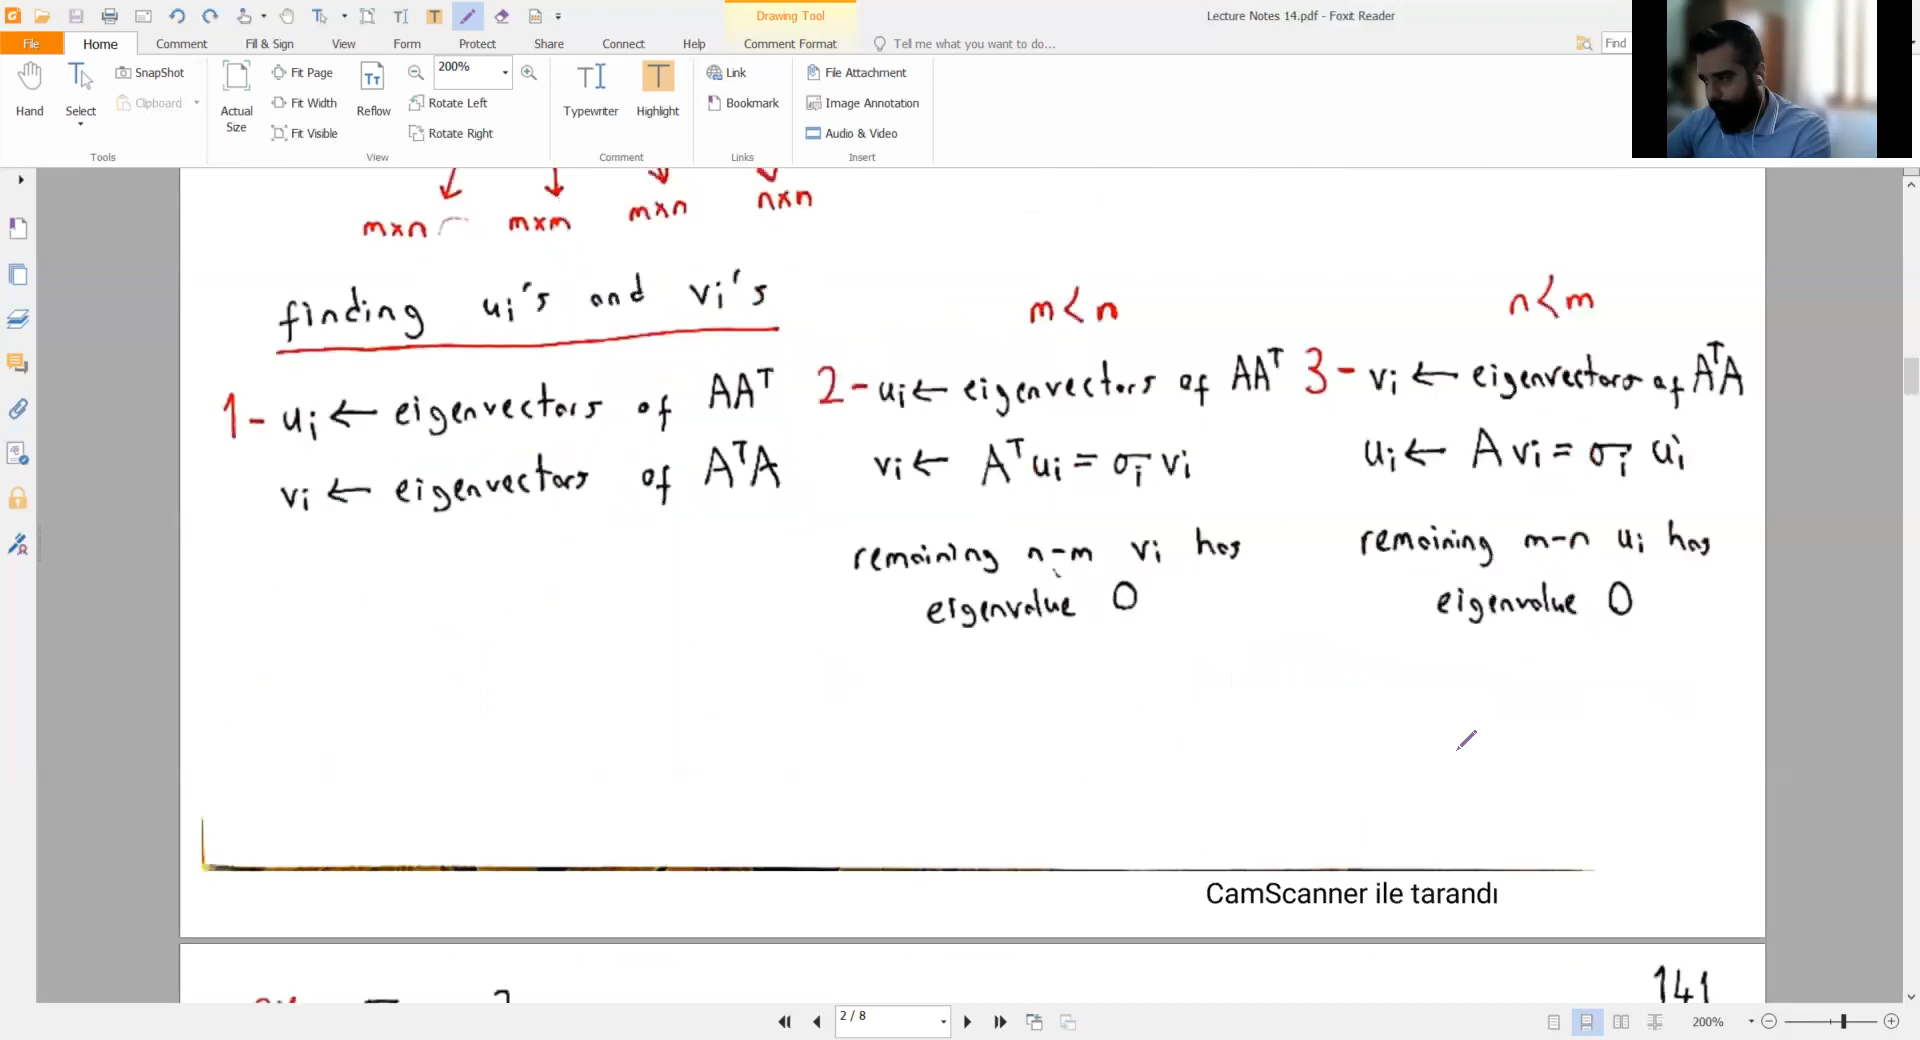 Lecture Notes 14.pdf - Foxit Reader
Drawing Tool
File Home Comment Fill & Sign View Form Protect Share Connect Help Comment Format Tell me what you want to do... Find
Hand
Select
SnapShot
Clipboard
Actual Size
Fit Page
Fit Width
Fit Visible
Reflow
200%
Rotate Left
Rotate Right
Typewriter
Highlight
Link
Bookmark
File Attachment
Image Annotation
Audio & Video
Tools View Comment Links Insert
m×n m×m m×n n×n
finding ui's and vi's
1- ui ← eigenvectors of AAᵀ
vi ← eigenvectors of AᵀA
m < n
2- ui ← eigenvectors of AAᵀ
vi ← Aᵀui = σi vi
remaining n-m vi has
eigenvalue 0
n < m
3- vi ← eigenvectors of AᵀA
ui ← A vi = σi ui
remaining m-n ui has
eigenvalue 0
CamScanner ile tarandı
141
2 / 8
200%